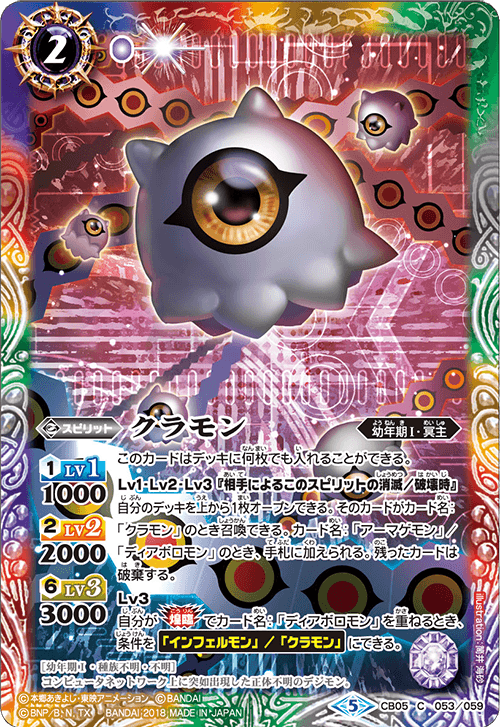 2
スピリット
クラモン
ようねんき めいしゅ
幼年期Ⅰ・冥主
このカードはデッキに何枚でも入れることができる。
1 LV1
1000
Lv1・Lv2・Lv3『相手によるこのスピリットの消滅/破壊時』
自分のデッキを上から1枚オープンできる。そのカードがカード名:
2 LV2
2000
「クラモン」のとき召喚できる。カード名:「アーマゲモン」/
「ディアボロモン」のとき、手札に加えられる。残ったカードは
破棄する。
6 LV3
3000
Lv3
自分が煌臨でカード名:「ディアボロモン」を重ねるとき、
条件を「インフェルモン」/「クラモン」にできる。
[幼年期Ⅰ・種族不明・不明]
コンピュータネットワーク上に突如出現した正体不明のデジモン。
illustration: 筒井 海砂
©本郷あきよし・東映アニメーション ©BANDAI
©BNP/B・N, TX / BANDAI 2018 MADE IN JAPAN
5 CB05 C 053/059